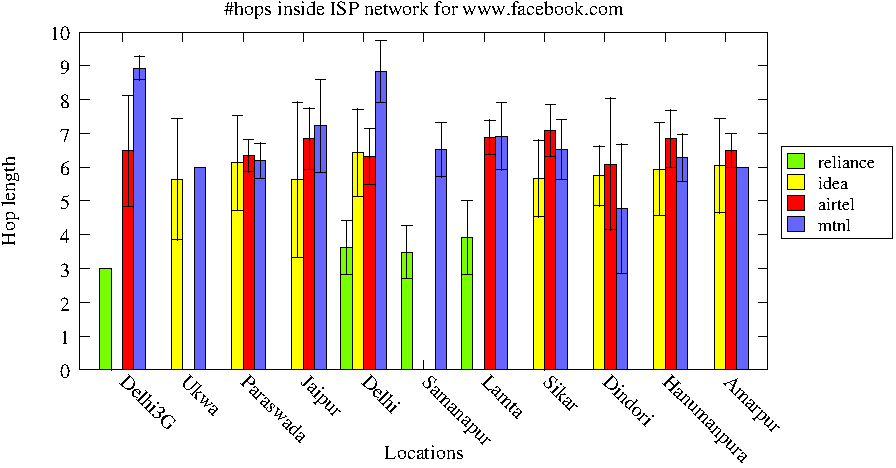 #hops inside ISP network for www.facebook.com
10
9
8
7
6
5
4
3
2
1
0
Hop length
reliance
idea
airtel
mtnl
Delhi3G
Ukwa
Paraswada
Jaipur
Delhi
Samanapur
Lamta
Sikar
Dindori
Hanumanpura
Amarpur
Locations